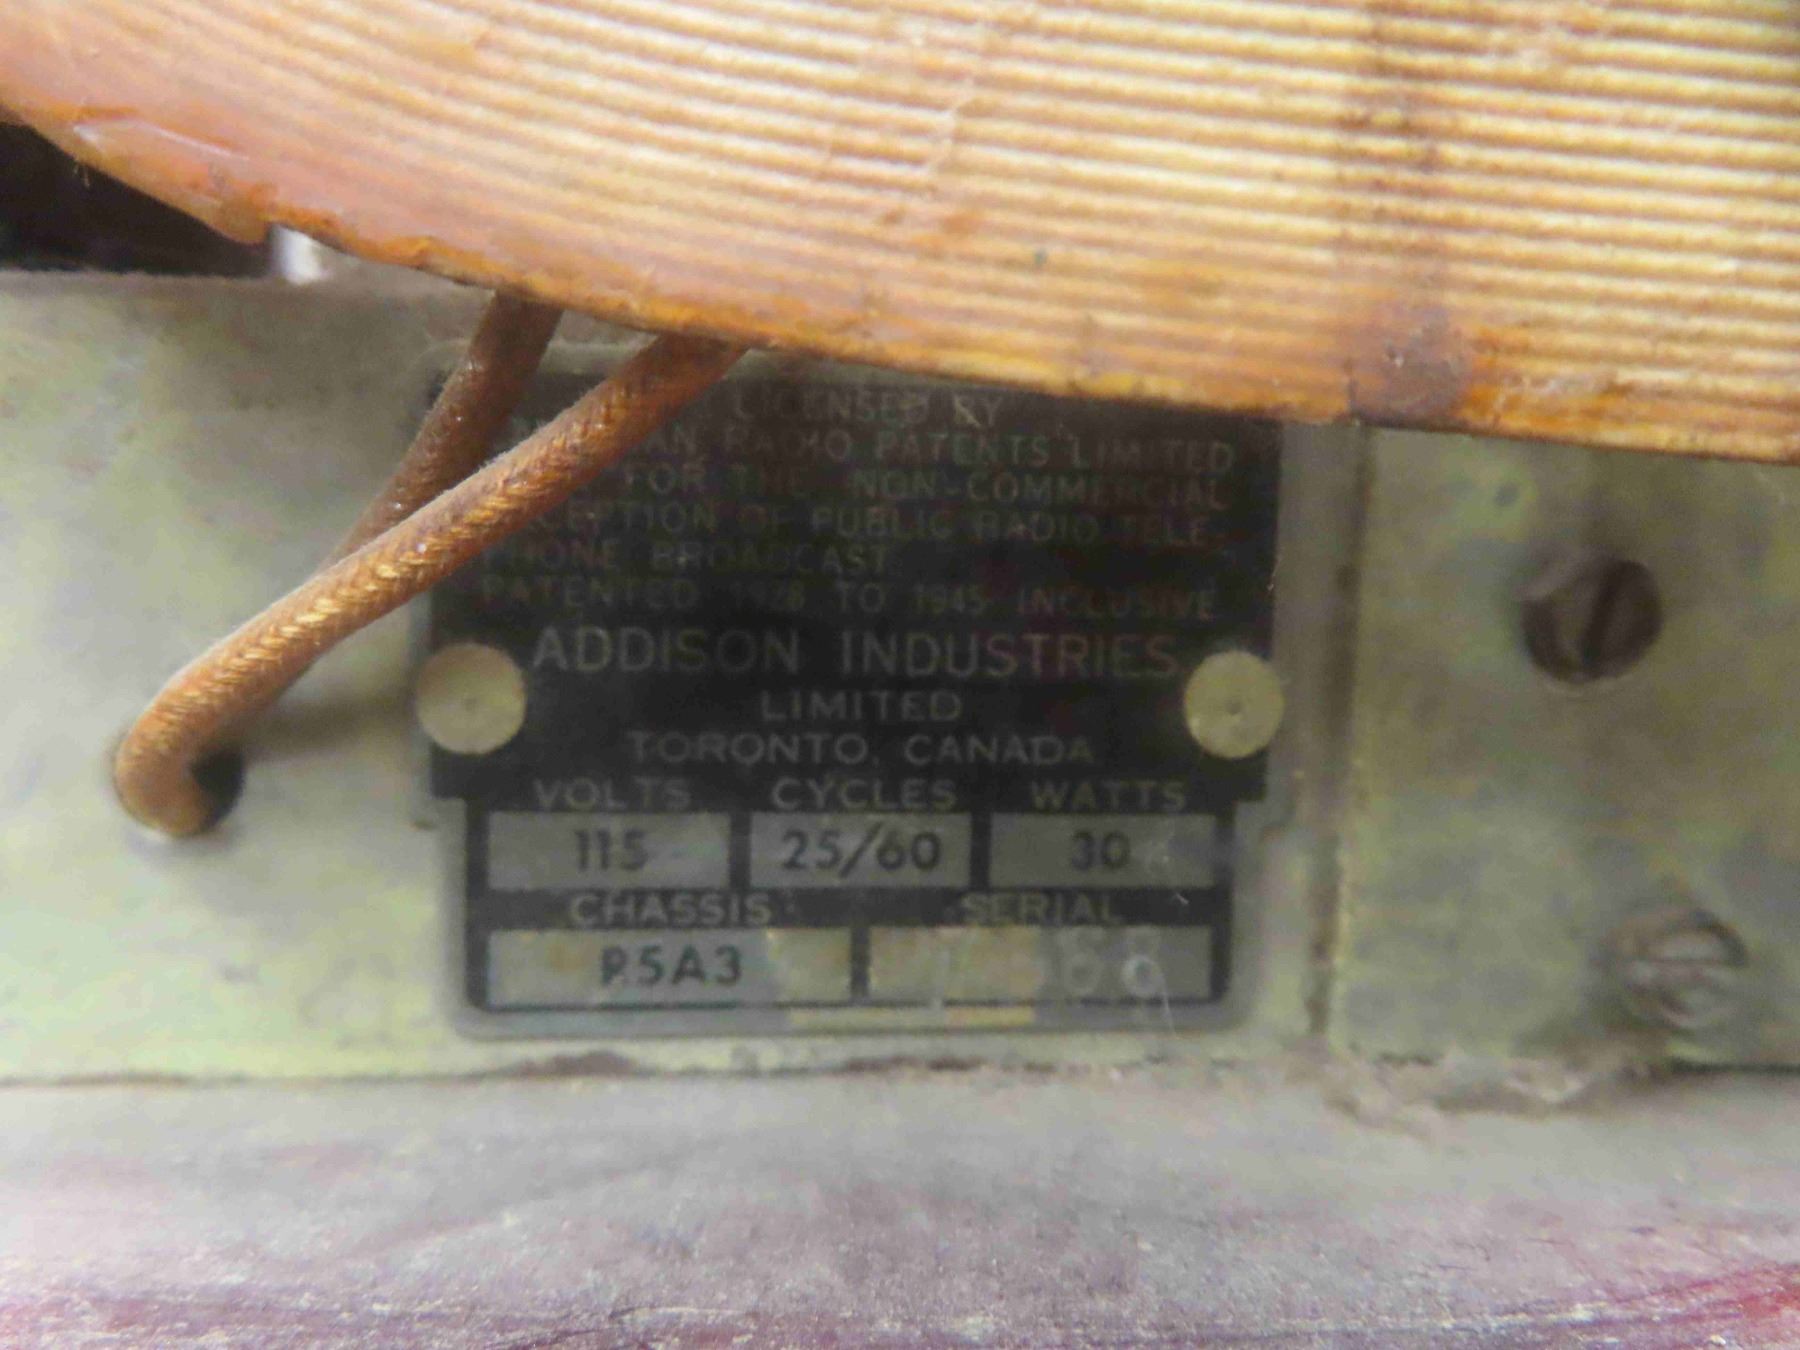 LICENSED BY
RADIO PATENTS LIMITED
FOR THE NON-COMMERCIAL
OF PUBLIC RADIO TELE-
PHONE BROADCAST
PATENTED TO 1945 INCLUSIVE
ADDISON INDUSTRIES
LIMITED
TORONTO, CANADA
VOLTS CYCLES WATTS
115 25/60 30
CHASSIS SERIAL
R5A3